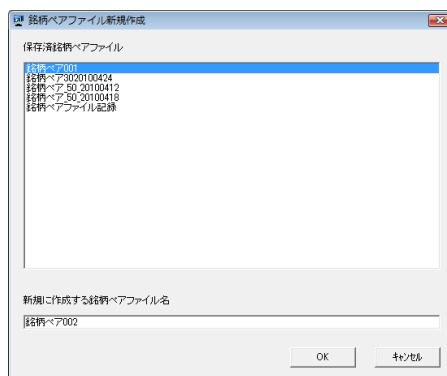 銘柄ペアファイル新規作成
保存済銘柄ペアファイル
銘柄ペア001
銘柄ペア3020100424
銘柄ペア_50_20100412
銘柄ペア_50_20100418
銘柄ペアファイル記録
新規に作成する銘柄ペアファイル名
銘柄ペア002
OK キャンセル